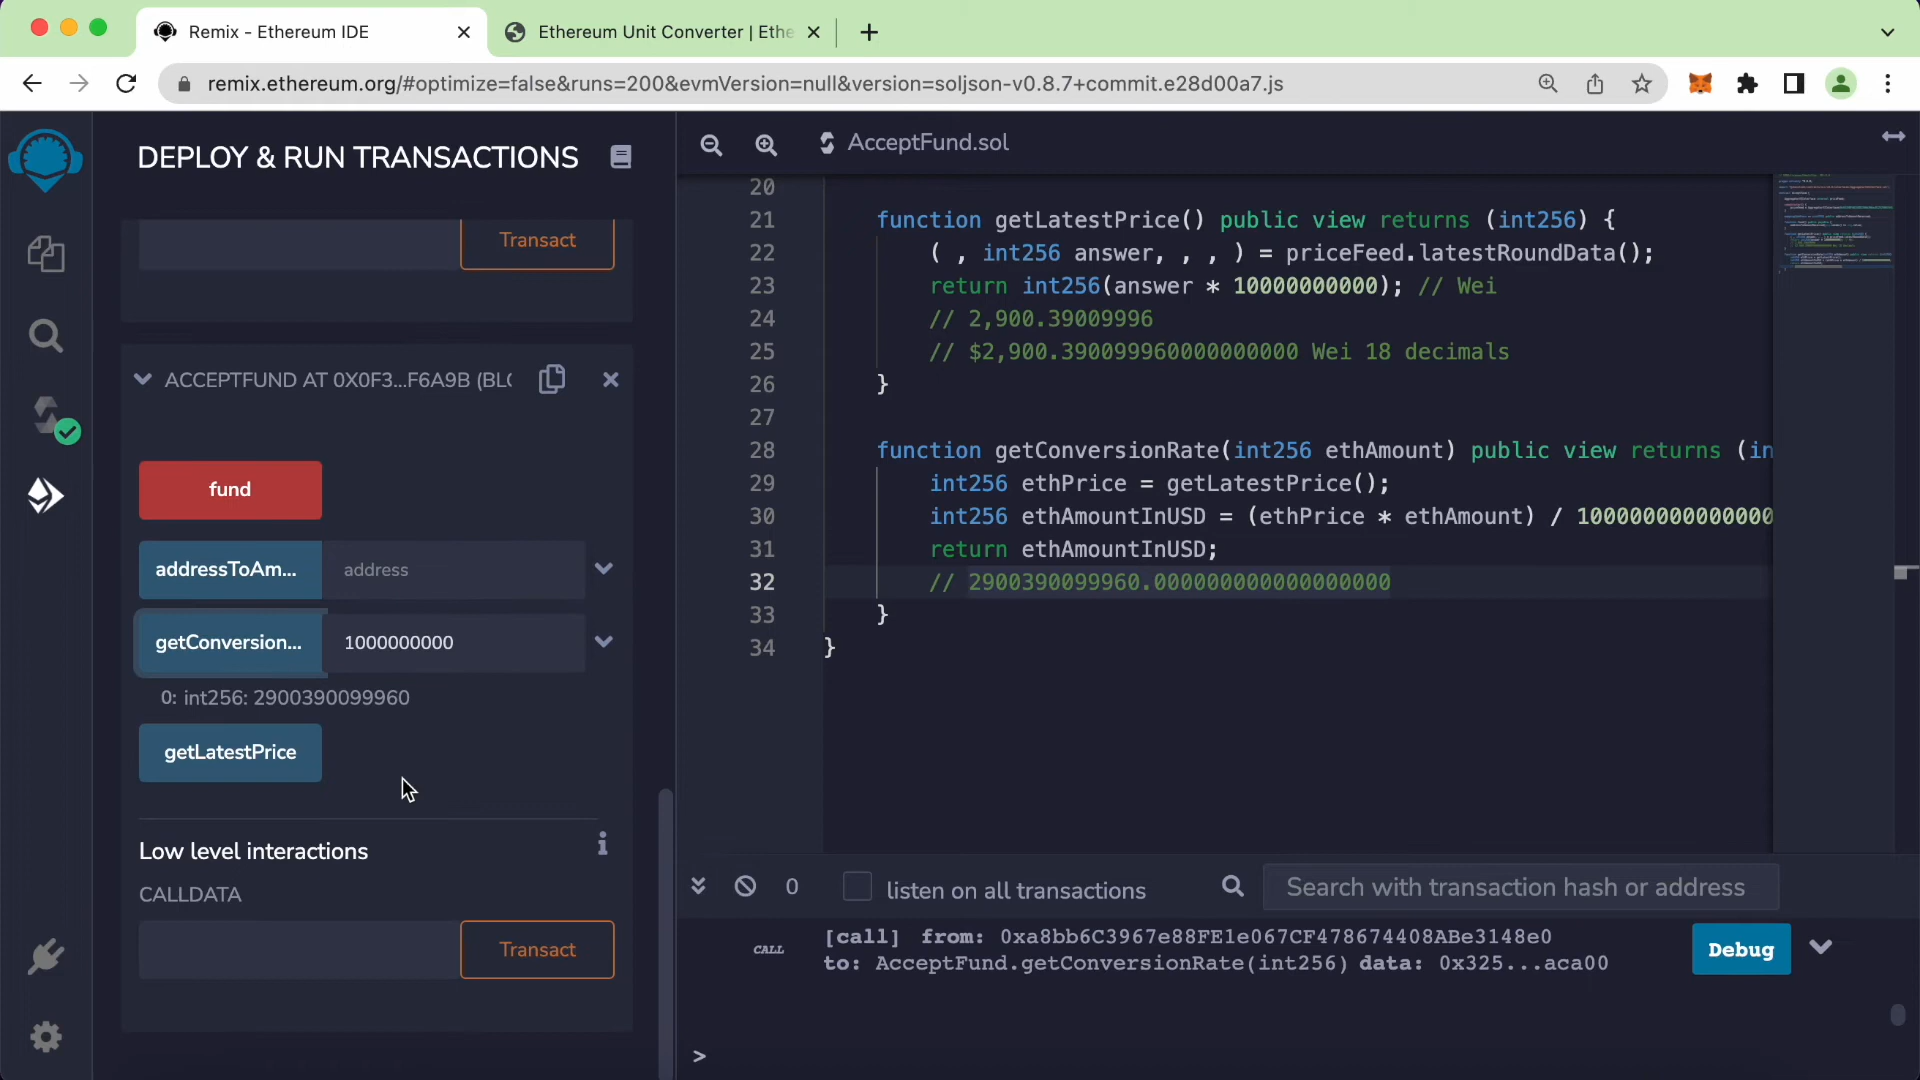 Remix - Ethereum IDE
Ethereum Unit Converter | Ethe
remix.ethereum.org/#optimize=false&runs=200&evmVersion=null&version=soljson-v0.8.7+commit.e28d00a7.js
DEPLOY & RUN TRANSACTIONS
Transact
ACCEPTFUND AT 0X0F3...F6A9B (BLC
fund
addressToAm...
address
getConversion...
1000000000
0: int256: 2900390099960
getLatestPrice
Low level interactions
i
CALLDATA
Transact
AcceptFund.sol
20
21 function getLatestPrice() public view returns (int256) {
22 ( , int256 answer, , , ) = priceFeed.latestRoundData();
23 return int256(answer * 10000000000); // Wei
24 // 2,900.39009996
25 // $2,900.390099960000000000 Wei 18 decimals
26 }
27
28 function getConversionRate(int256 ethAmount) public view returns (in
29 int256 ethPrice = getLatestPrice();
30 int256 ethAmountInUSD = (ethPrice * ethAmount) / 100000000000000
31 return ethAmountInUSD;
32 // 2900390099960.000000000000000000
33 }
34 }
0
listen on all transactions
Search with transaction hash or address
CALL
[call] from: 0xa8bb6C3967e88FE1e067CF478674408ABe3148e0
to: AcceptFund.getConversionRate(int256) data: 0x325...aca00
Debug
>